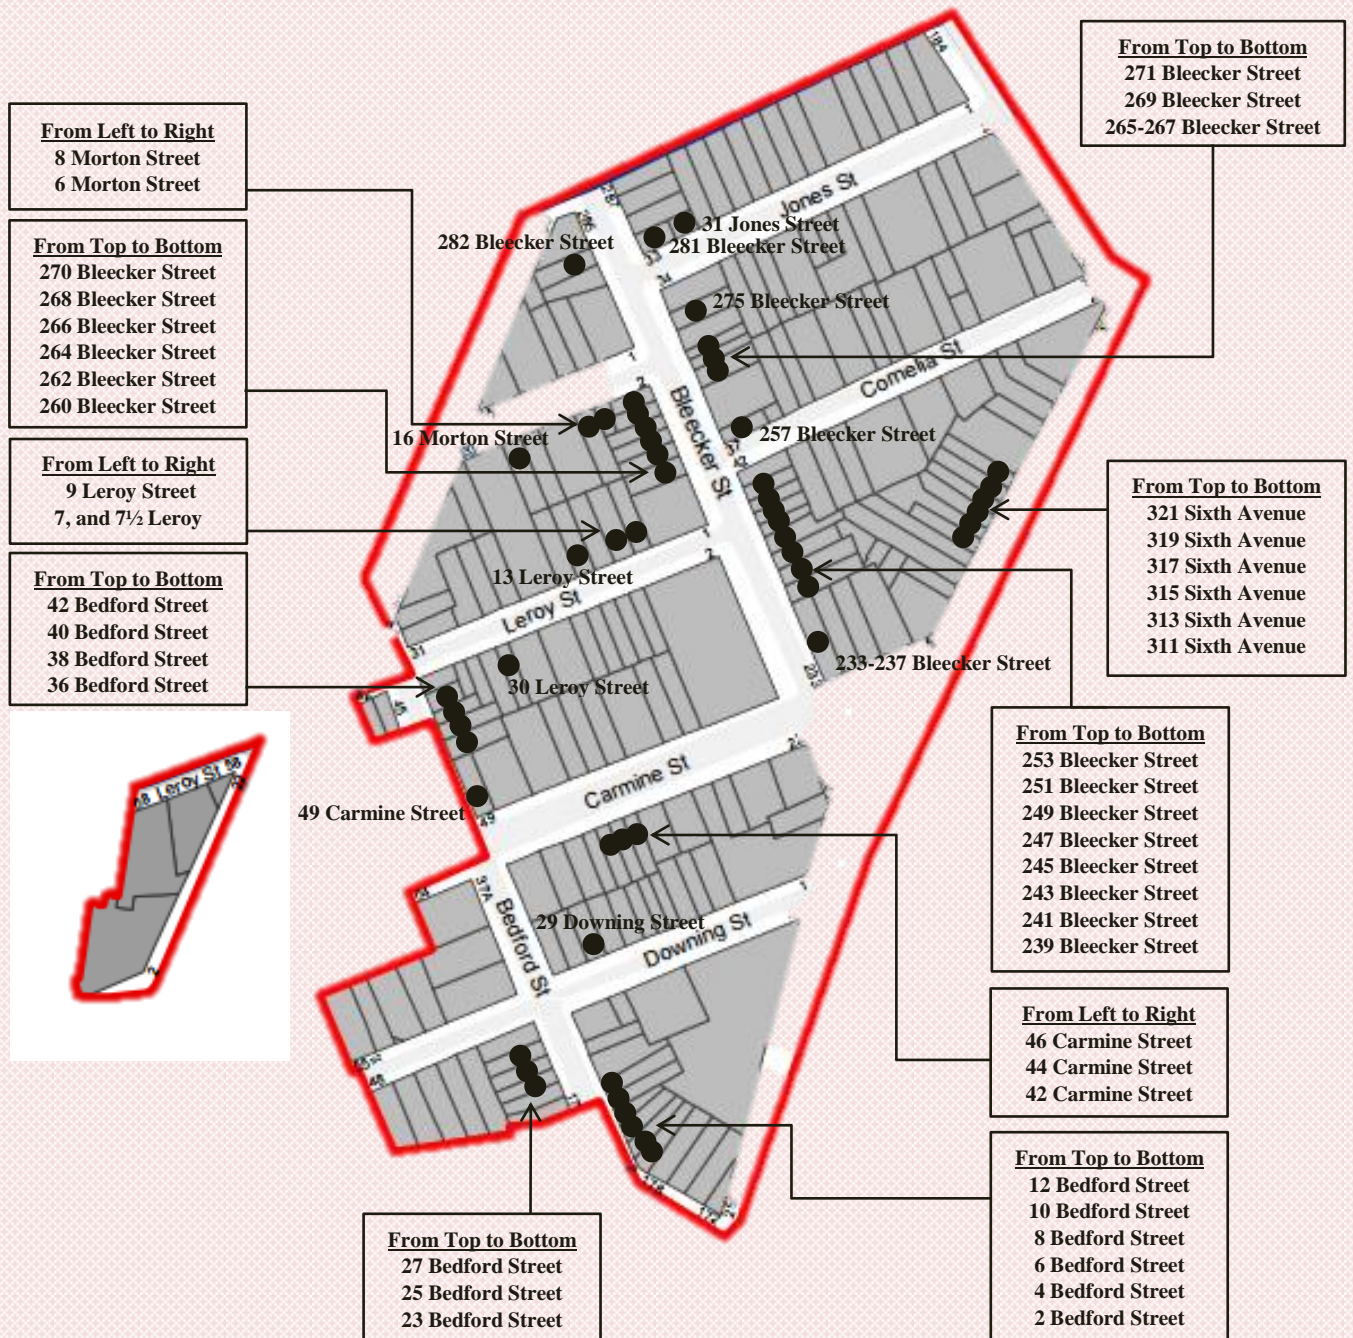 From Top to Bottom
271 Bleecker Street
269 Bleecker Street
265-267 Bleecker Street
184
From Left to Right
8 Morton Street
6 Morton Street
Jones St
31 Jones Street
281 Bleecker Street
282 Bleecker Street
275 Bleecker Street
From Top to Bottom
270 Bleecker Street
268 Bleecker Street
266 Bleecker Street
264 Bleecker Street
262 Bleecker Street
260 Bleecker Street
Cornelia St
Bleecker St
257 Bleecker Street
16 Morton Street
From Left to Right
9 Leroy Street
7, and 7½ Leroy
From Top to Bottom
321 Sixth Avenue
319 Sixth Avenue
317 Sixth Avenue
315 Sixth Avenue
313 Sixth Avenue
311 Sixth Avenue
13 Leroy Street
Leroy St
31
From Top to Bottom
42 Bedford Street
40 Bedford Street
38 Bedford Street
36 Bedford Street
233-237 Bleecker Street
233
30 Leroy Street
45
Leroy St
Carmine St
49 Carmine Street
49
From Top to Bottom
253 Bleecker Street
251 Bleecker Street
249 Bleecker Street
247 Bleecker Street
245 Bleecker Street
243 Bleecker Street
241 Bleecker Street
239 Bleecker Street
37A
Bedford St
29 Downing Street
Downing St
From Left to Right
46 Carmine Street
44 Carmine Street
42 Carmine Street
From Top to Bottom
12 Bedford Street
10 Bedford Street
8 Bedford Street
6 Bedford Street
4 Bedford Street
2 Bedford Street
From Top to Bottom
27 Bedford Street
25 Bedford Street
23 Bedford Street